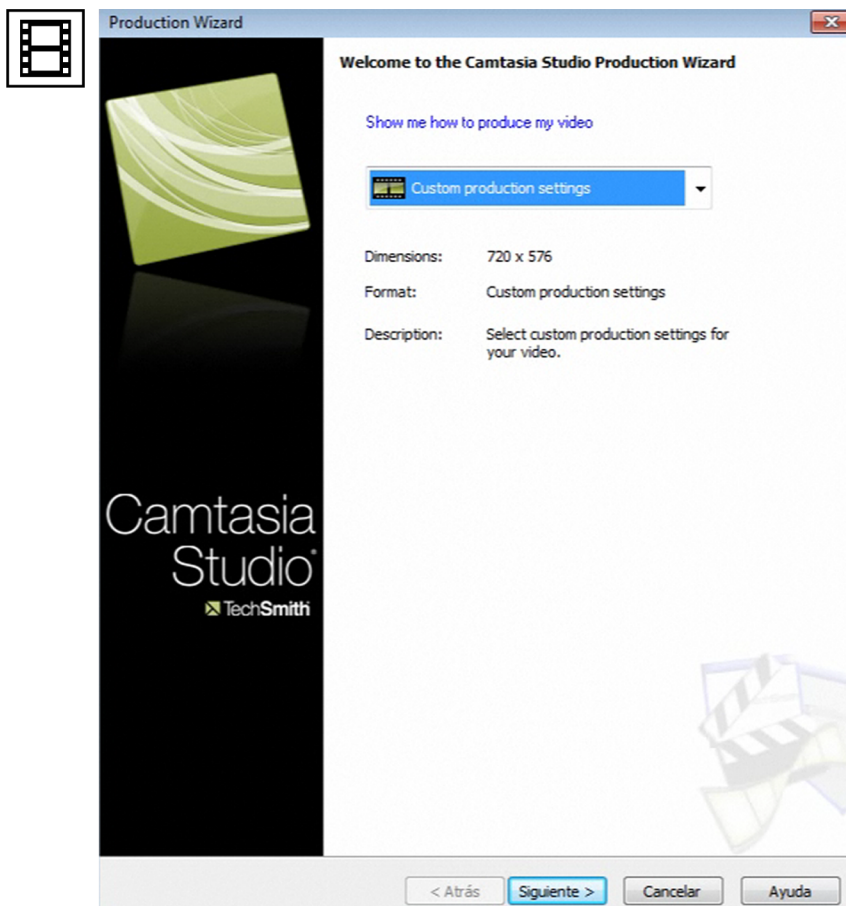 Production Wizard
Welcome to the Camtasia Studio Production Wizard
Show me how to produce my video
Custom production settings
Dimensions: 720 x 576
Format: Custom production settings
Description: Select custom production settings for
your video.
Camtasia
Studio®
TechSmith
< Atrás Siguiente > Cancelar Ayuda